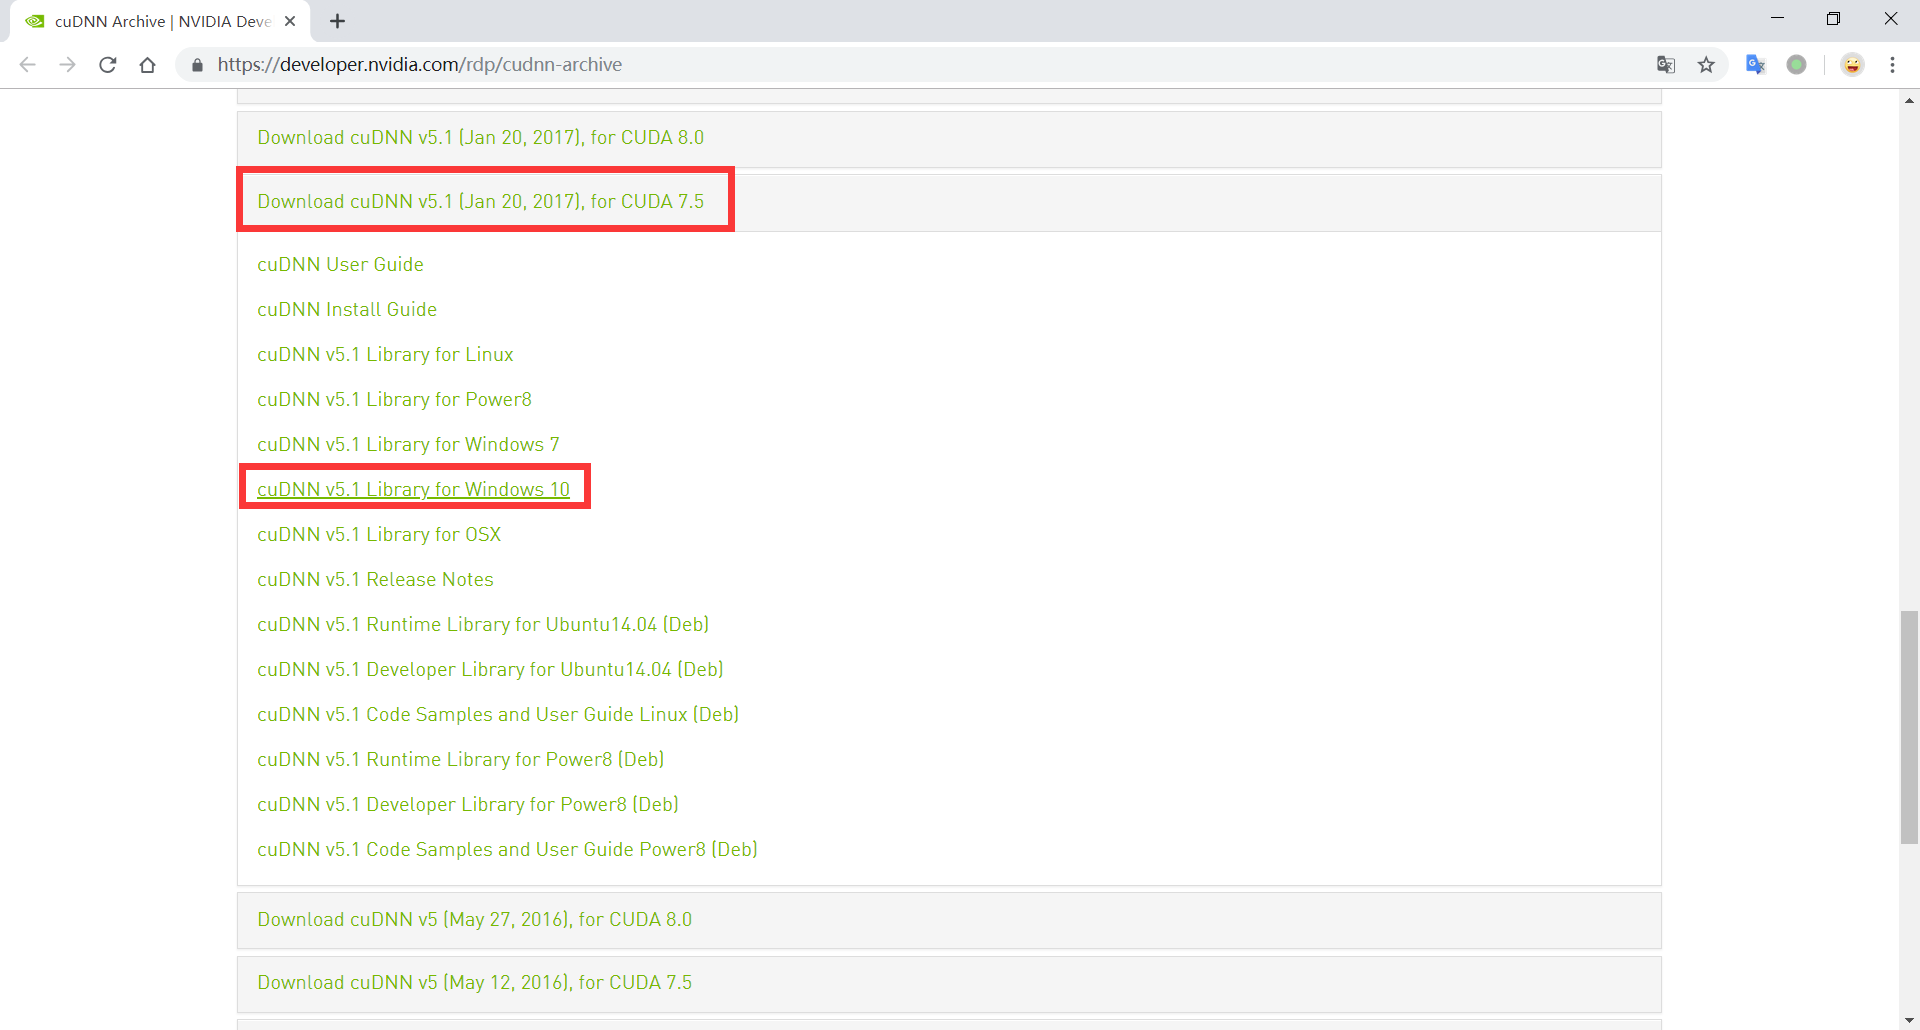 cuDNN Archive | NVIDIA Deve
https://developer.nvidia.com/rdp/cudnn-archive
Download cuDNN v5.1 (Jan 20, 2017), for CUDA 8.0
Download cuDNN v5.1 (Jan 20, 2017), for CUDA 7.5
cuDNN User Guide
cuDNN Install Guide
cuDNN v5.1 Library for Linux
cuDNN v5.1 Library for Power8
cuDNN v5.1 Library for Windows 7
cuDNN v5.1 Library for Windows 10
cuDNN v5.1 Library for OSX
cuDNN v5.1 Release Notes
cuDNN v5.1 Runtime Library for Ubuntu14.04 (Deb)
cuDNN v5.1 Developer Library for Ubuntu14.04 (Deb)
cuDNN v5.1 Code Samples and User Guide Linux (Deb)
cuDNN v5.1 Runtime Library for Power8 (Deb)
cuDNN v5.1 Developer Library for Power8 (Deb)
cuDNN v5.1 Code Samples and User Guide Power8 (Deb)
Download cuDNN v5 (May 27, 2016), for CUDA 8.0
Download cuDNN v5 (May 12, 2016), for CUDA 7.5